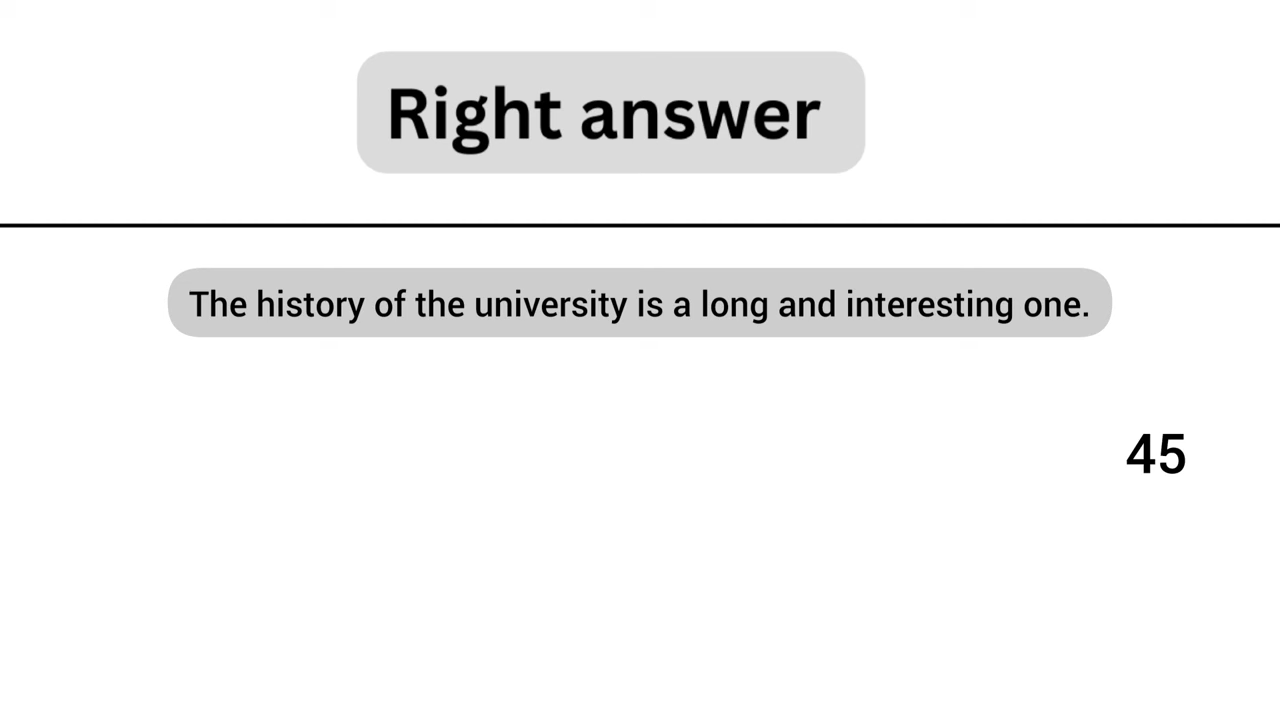 Right answer
The history of the university is a long and interesting one.
45